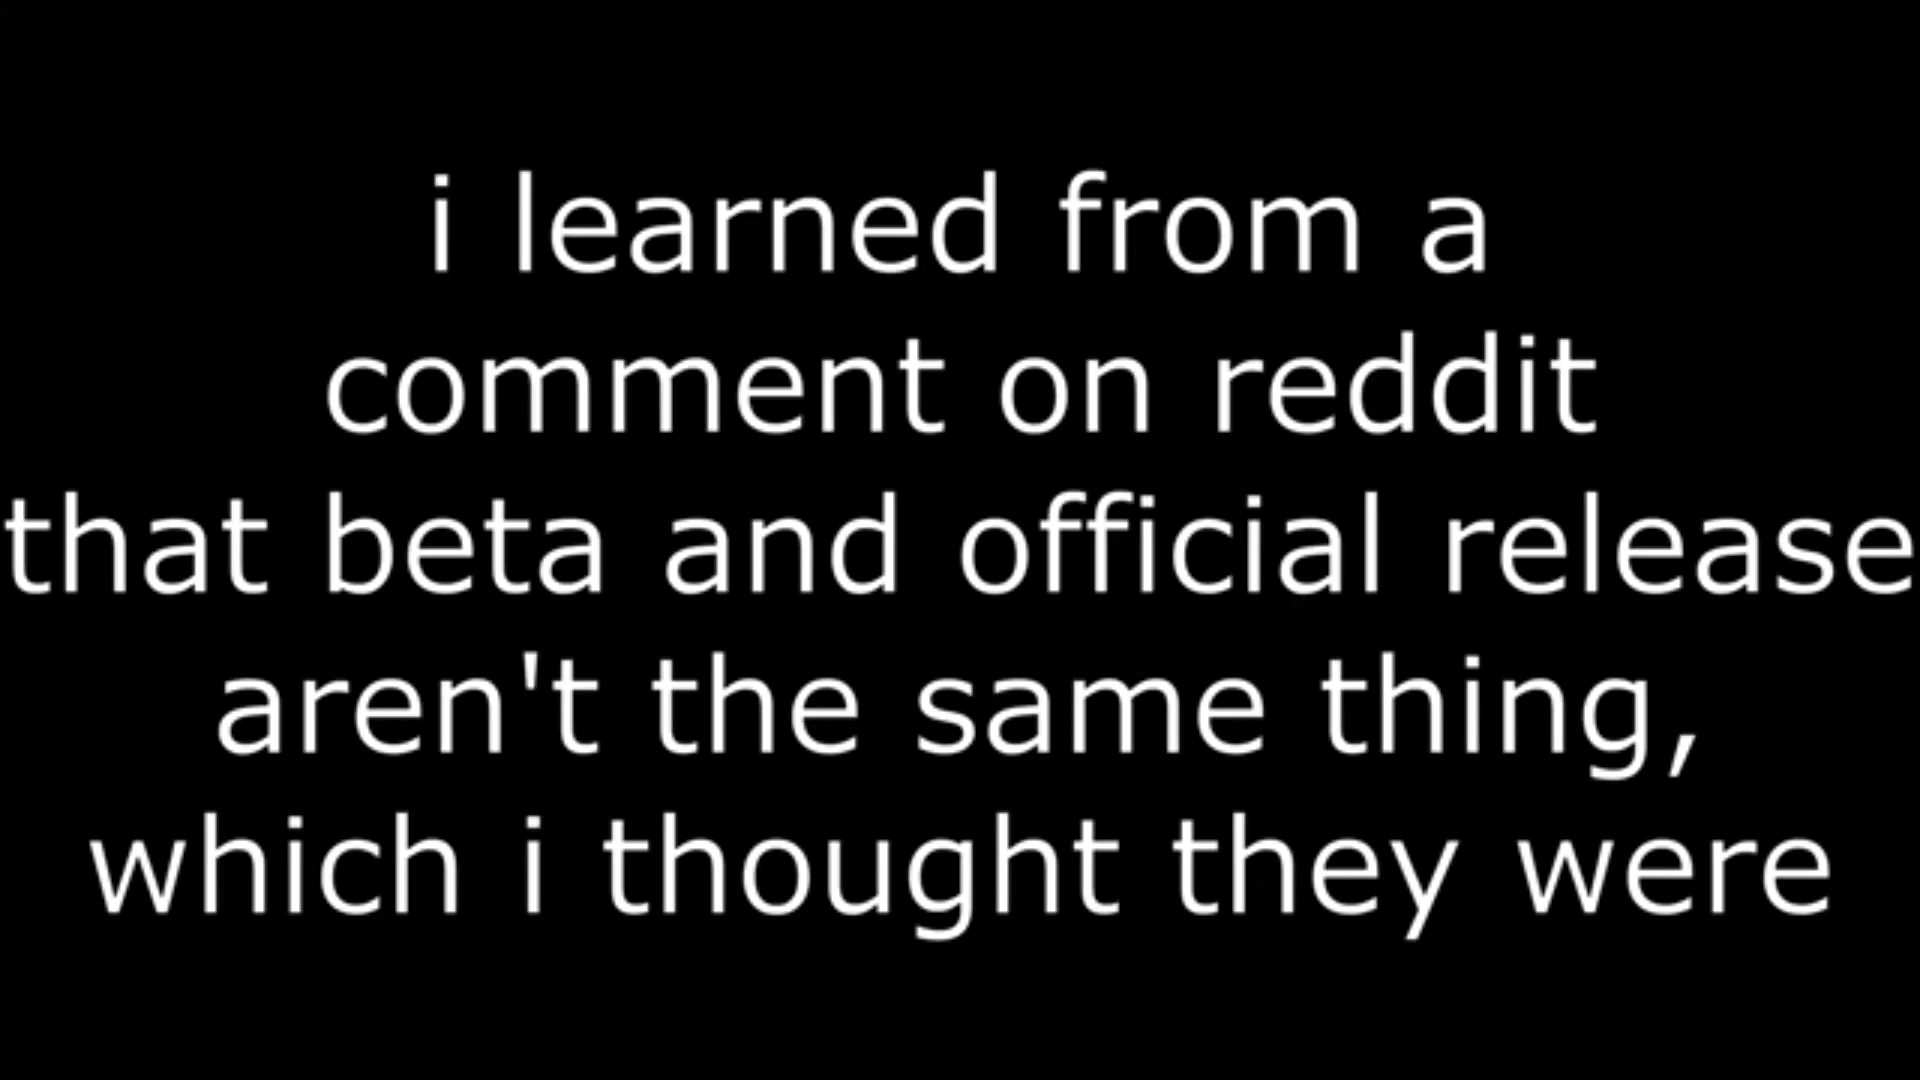 i learned from a
comment on reddit
that beta and official release
aren't the same thing,
which i thought they were